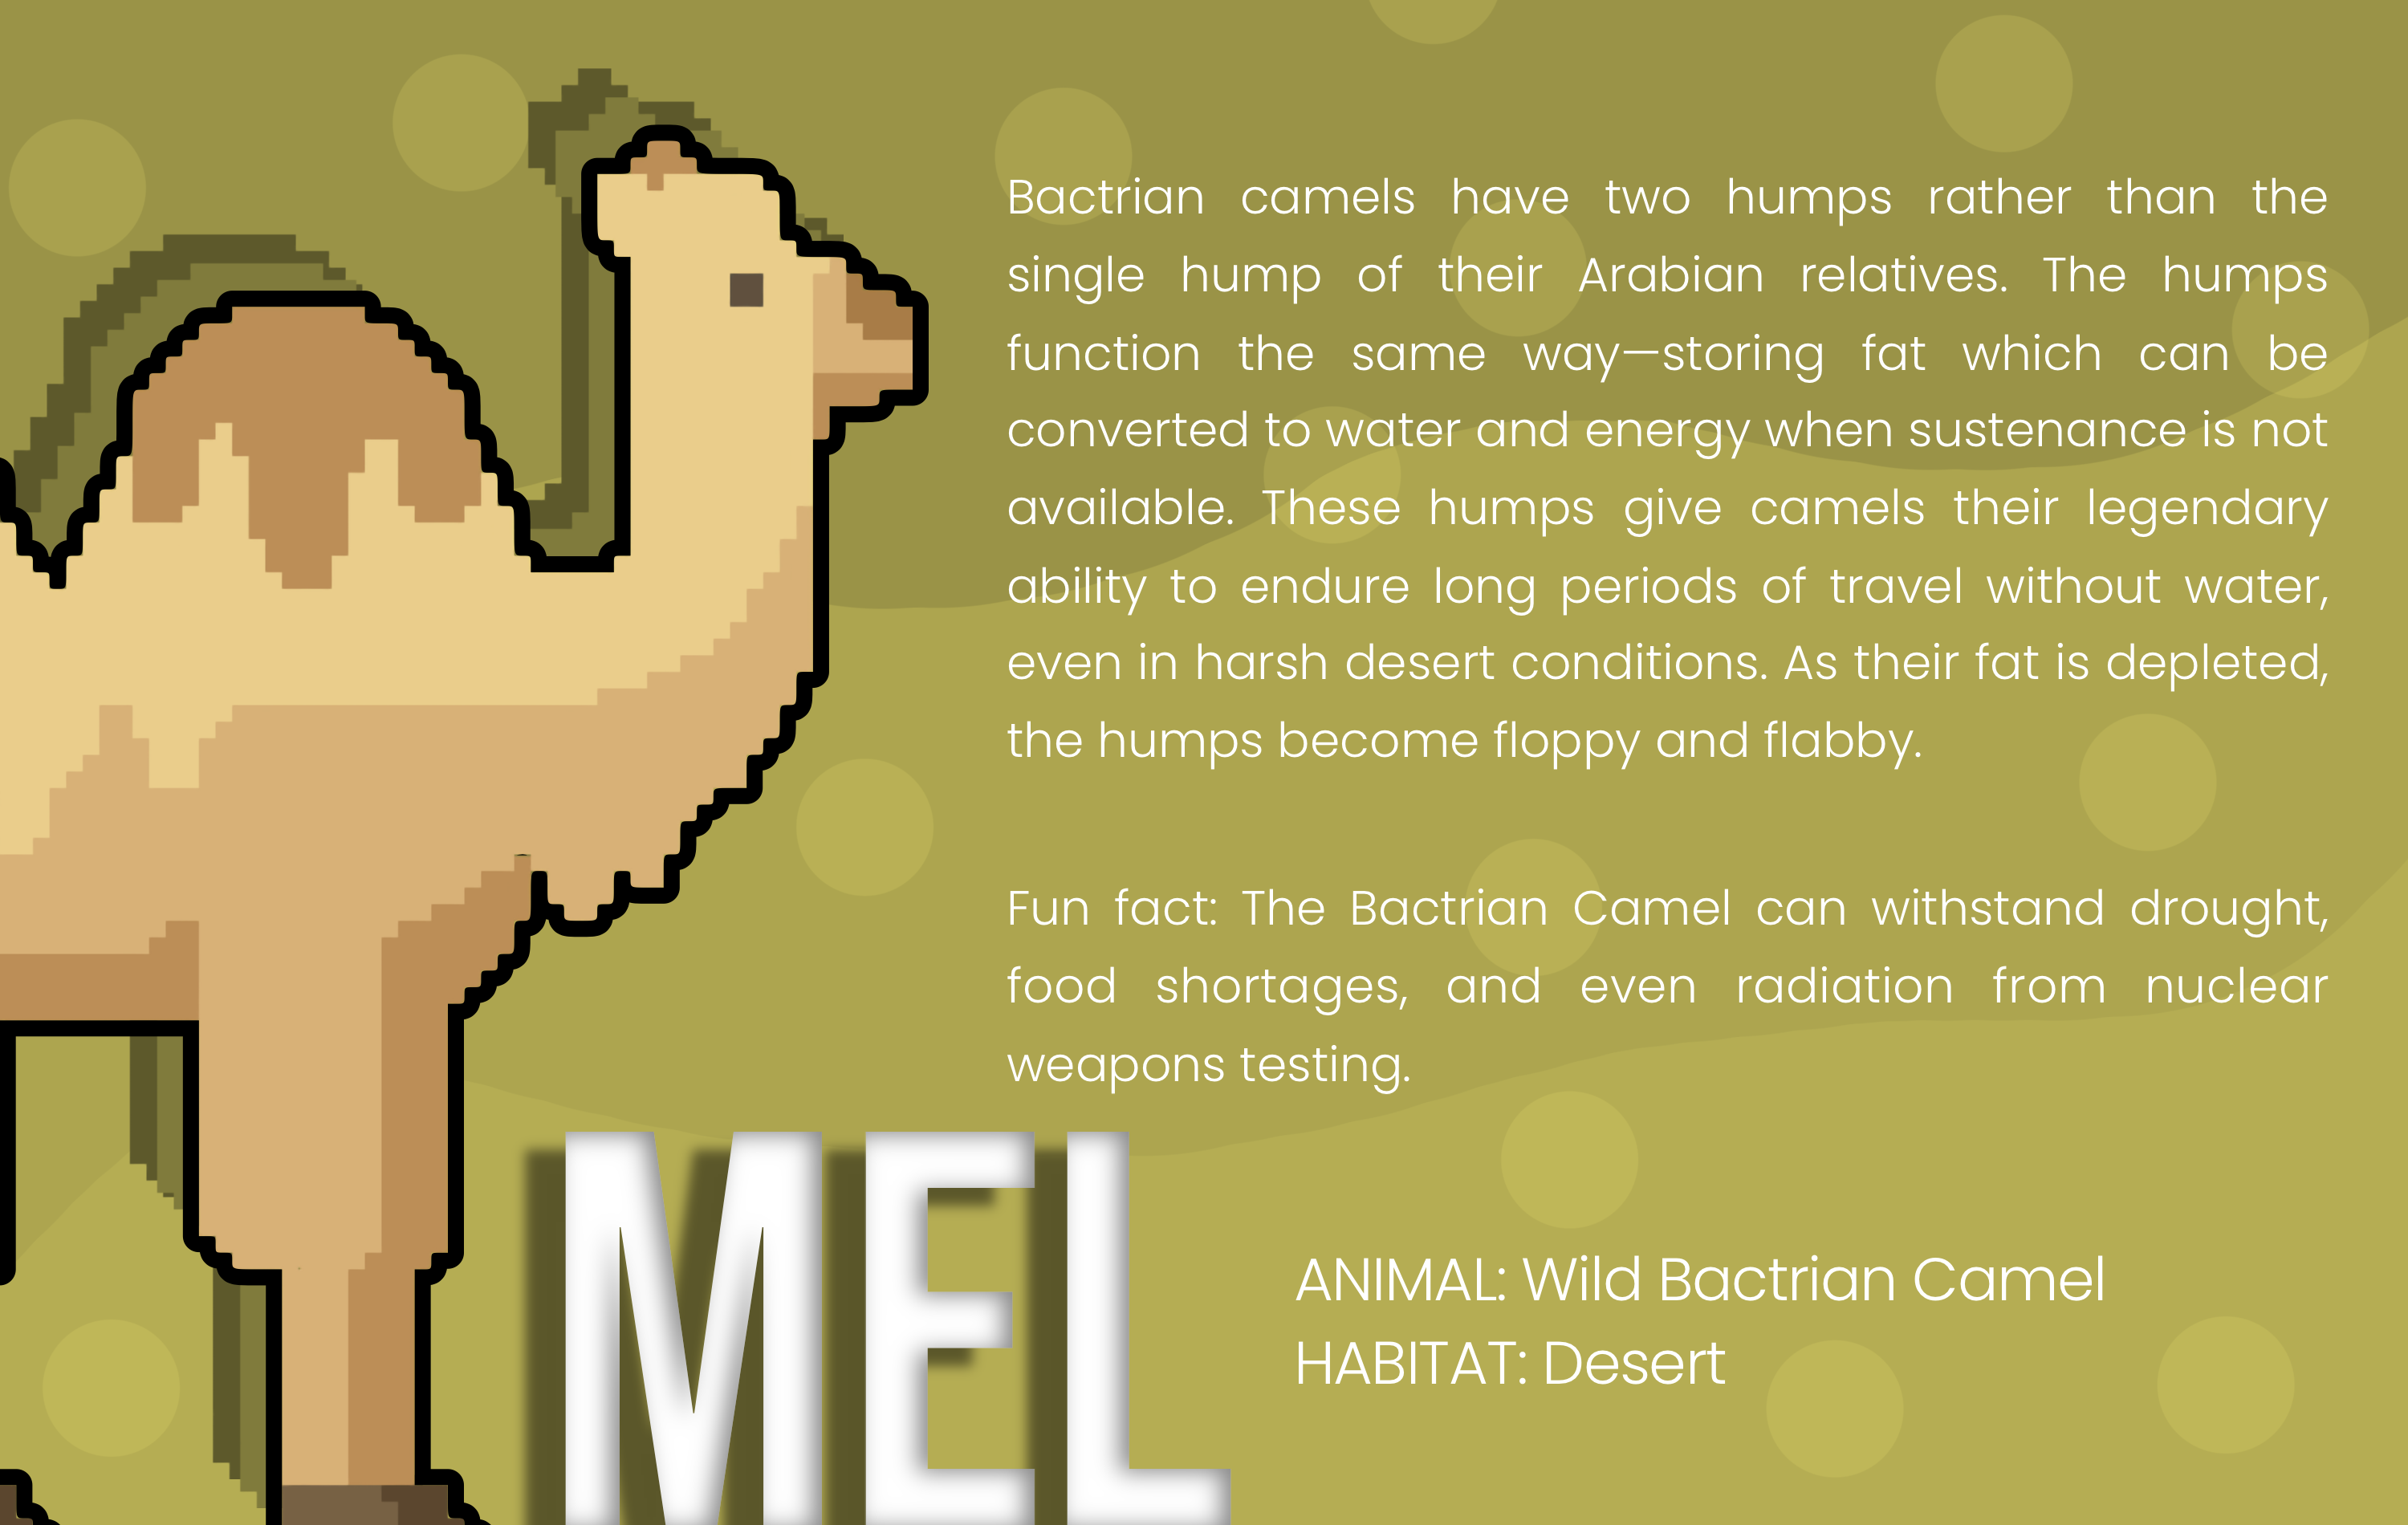 Bactrian camels have two humps rather than the
single hump of their Arabian relatives. The humps
function the same way—storing fat which can be
converted to water and energy when sustenance is not
available. These humps give camels their legendary
ability to endure long periods of travel without water,
even in harsh desert conditions. As their fat is depleted,
the humps become floppy and flabby.
Fun fact: The Bactrian Camel can withstand drought,
food shortages, and even radiation from nuclear
weapons testing.
MEL
ANIMAL: Wild Bactrian Camel
HABITAT: Desert